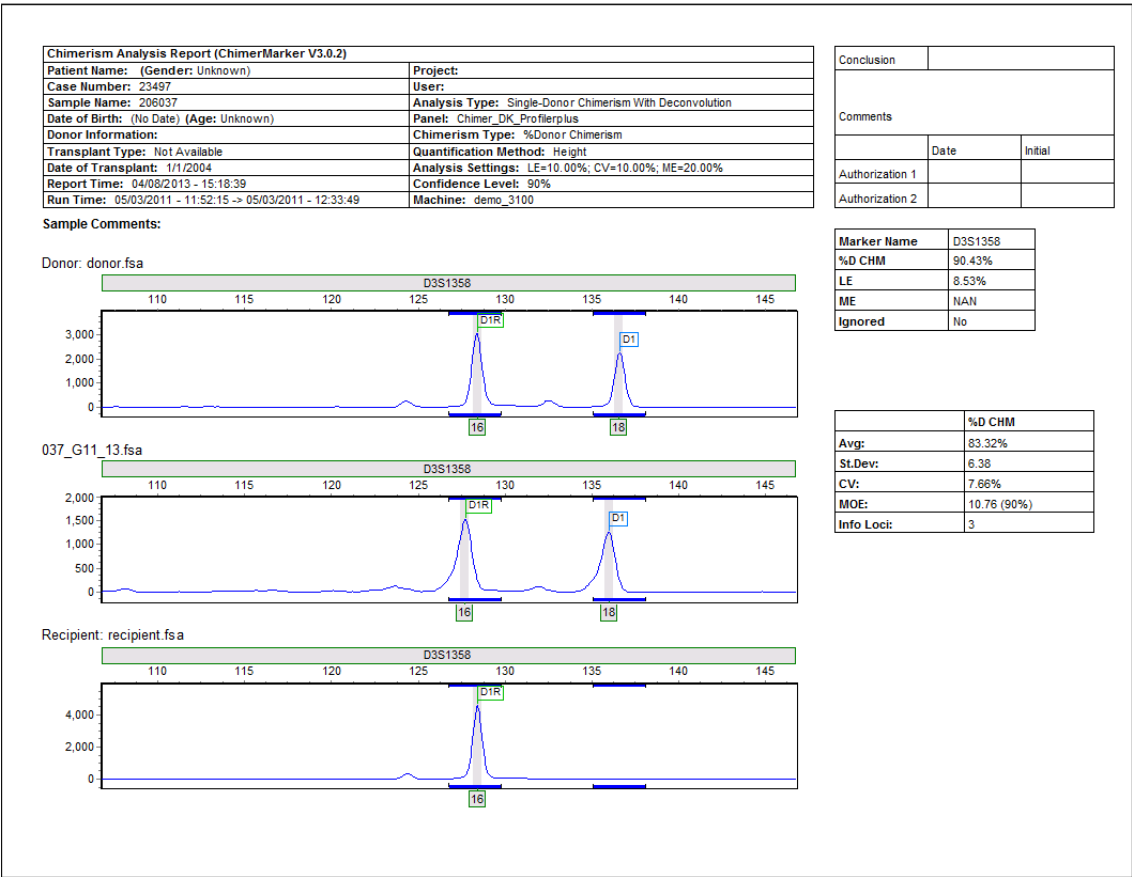 Chimerism Analysis Report (ChimerMarker V3.0.2)
Patient Name: (Gender: Unknown) Project:
Case Number: 23497 User:
Sample Name: 206037 Analysis Type: Single-Donor Chimerism With Deconvolution
Date of Birth: (No Date) (Age: Unknown) Panel: Chimer_DK_Profilerplus
Donor Information: Chimerism Type: %Donor Chimerism
Transplant Type: Not Available Quantification Method: Height
Date of Transplant: 1/1/2004 Analysis Settings: LE=10.00%; CV=10.00%; ME=20.00%
Report Time: 04/08/2013 - 15:18:39 Confidence Level: 90%
Run Time: 05/03/2011 - 11:52:15 -> 05/03/2011 - 12:33:49 Machine: demo_3100
Conclusion
Comments
Date Initial
Authorization 1
Authorization 2
Sample Comments:
Donor: donor.fsa
D3S1358
110 115 120 125 130 135 140 145
3,000
2,000
1,000
0
D1R
D1
16 18
037_G11_13.fsa
D3S1358
110 115 120 125 130 135 140 145
2,000
1,500
1,000
500
0
D1R
D1
16 18
Recipient: recipient.fsa
D3S1358
110 115 120 125 130 135 140 145
4,000
2,000
0
D1R
16
Marker Name D3S1358
%D CHM 90.43%
LE 8.53%
ME NAN
Ignored No
%D CHM
Avg: 83.32%
St.Dev: 6.38
CV: 7.66%
MOE: 10.76 (90%)
Info Loci: 3